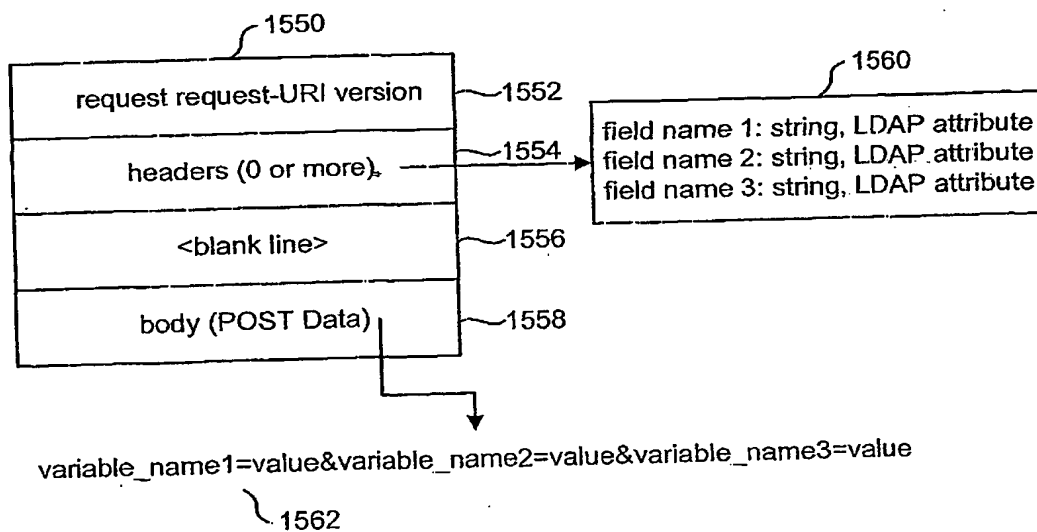 1550
request request-URI version
1552
headers (0 or more)
1554
<blank line>
1556
body (POST Data)
1558
1560
field name 1: string, LDAP attribute
field name 2: string, LDAP attribute
field name 3: string, LDAP attribute
variable_name1=value&variable_name2=value&variable_name3=value
1562